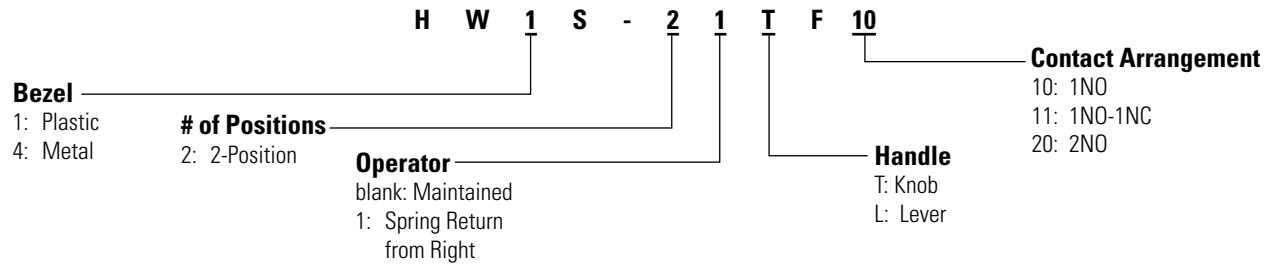 H W 1 S - 2 1 T F 10
Bezel
1: Plastic
4: Metal
# of Positions
2: 2-Position
Operator
blank: Maintained
1: Spring Return
from Right
Handle
T: Knob
L: Lever
Contact Arrangement
10: 1NO
11: 1NO-1NC
20: 2NO